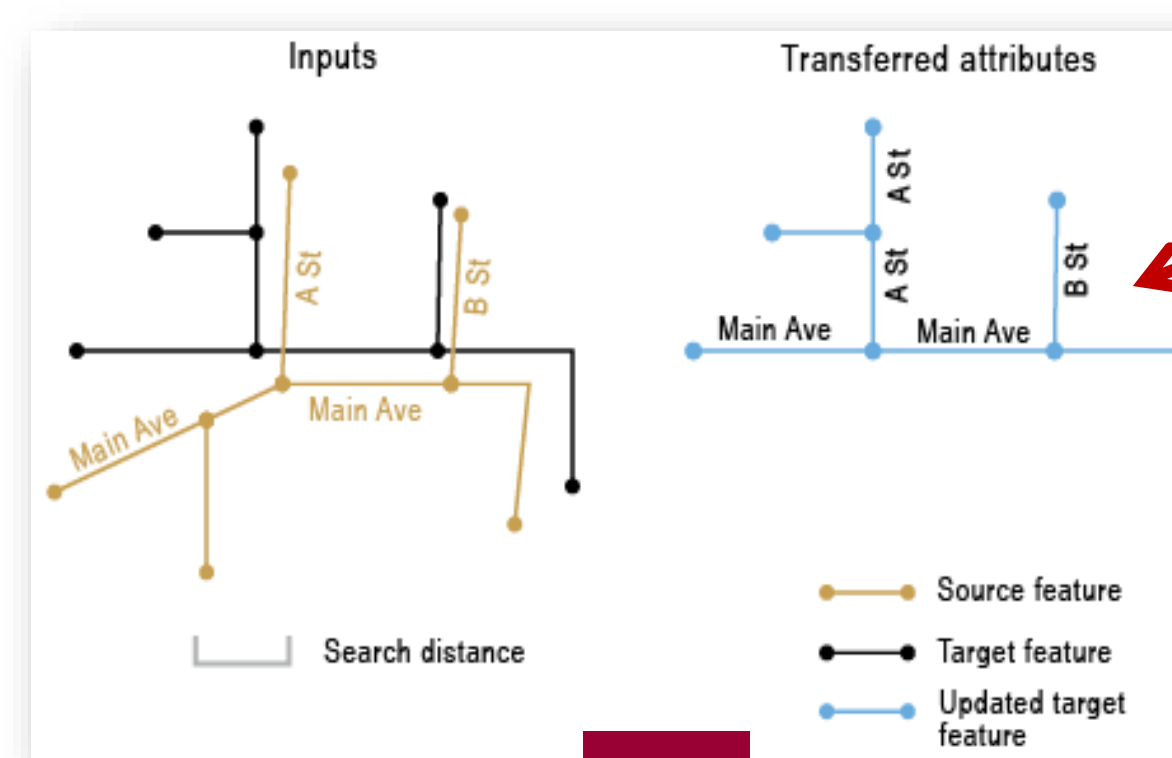 Inputs
Transferred attributes
A St
B St
Main Ave
Main Ave
A St
A St
B St
Main Ave
Main Ave
Search distance
Source feature
Target feature
Updated target
feature